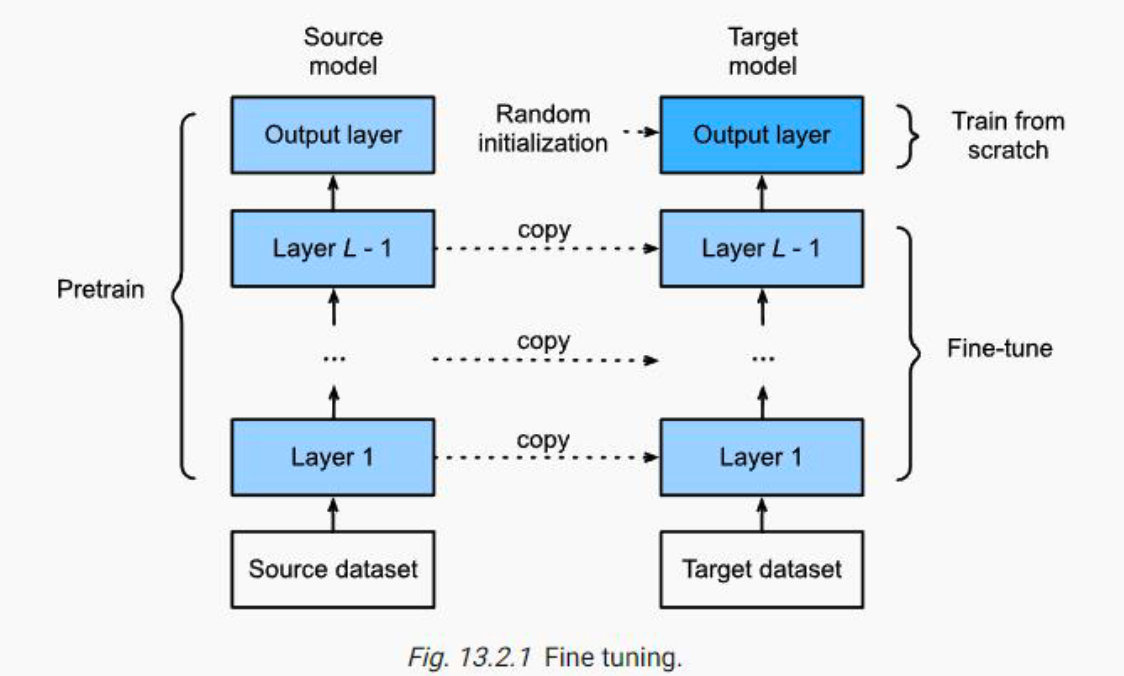 Source
model
Target
model
Output layer
Random
initialization
Output layer
Train from
scratch
Layer L - 1
copy
Layer L - 1
Pretrain
...
copy
...
Fine-tune
Layer 1
copy
Layer 1
Source dataset
Target dataset
Fig. 13.2.1 Fine tuning.